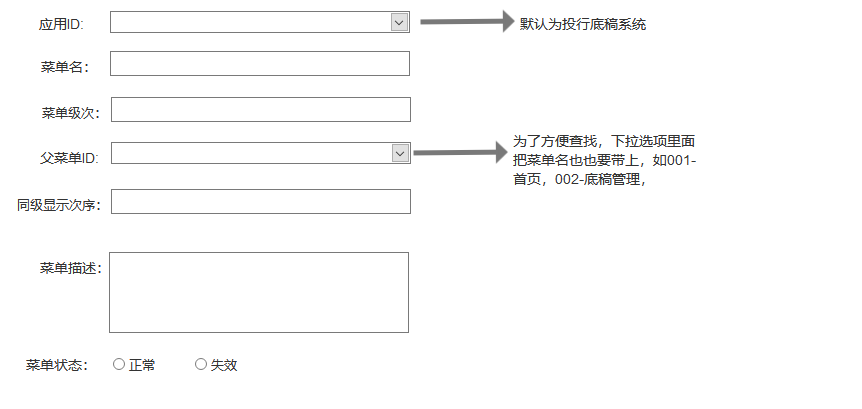 应用ID:
默认为投行底稿系统
菜单名：
菜单级次：
父菜单ID:
为了方便查找，下拉选项里面
把菜单名也也要带上，如001-
首页，002-底稿管理，
同级显示次序：
菜单描述：
菜单状态：
正常
失效